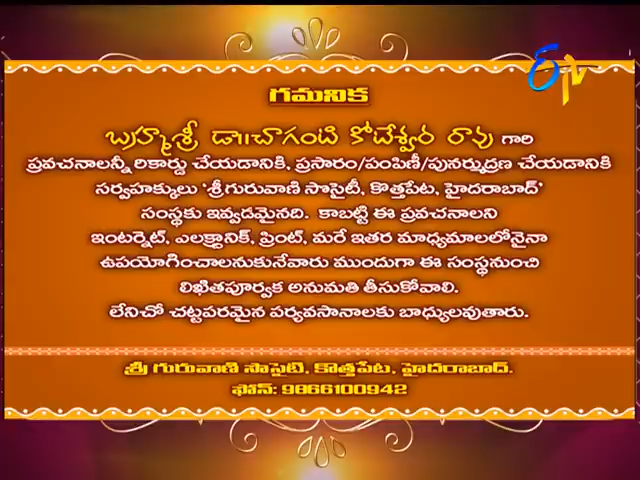 ETV
గమనిక
బ్రహ్మశ్రీ డా॥చాగంటి కోటేశ్వర రావు గారి
ప్రవచనాలన్నీ రికార్డు చేయడానికి, ప్రసారం/పంపిణీ/పునర్ముద్రణ చేయడానికి
సర్వహక్కులు 'శ్రీ గురువాణి సొసైటీ, కొత్తపేట, హైదరాబాద్'
సంస్థకు ఇవ్వడమైనది. కాబట్టి ఈ ప్రవచనాలని
ఇంటర్నెట్, ఎలక్ట్రానిక్, ప్రింట్, మరే ఇతర మాధ్యమాలలోనైనా
ఉపయోగించాలనుకునేవారు ముందుగా ఈ సంస్థనుంచి
లిఖితపూర్వక అనుమతి తీసుకోవాలి.
లేనిచో చట్టపరమైన పర్యవసానాలకు బాధ్యులవుతారు.
శ్రీ గురువాణి సొసైటి, కొత్తపేట, హైదరాబాద్.
ఫోన్: 9866100942